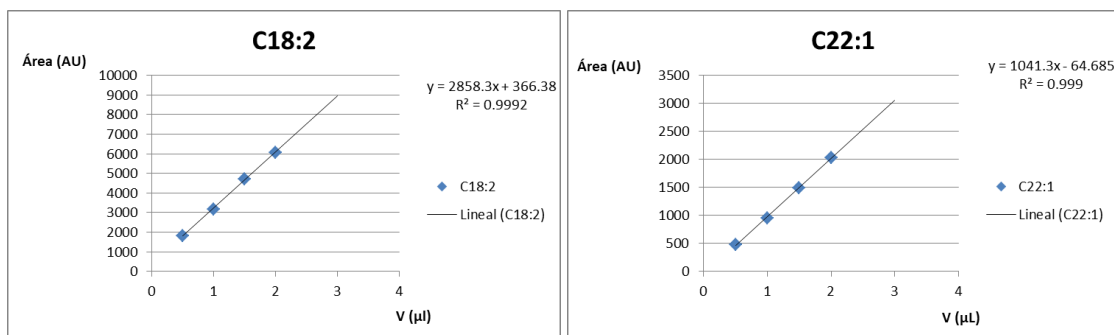 C18:2
Área (AU)
y = 2858.3x + 366.38
R² = 0.9992
10000
9000
8000
7000
6000
5000
4000
3000
2000
1000
0
0 1 2 3 4
V (µl)
C18:2
Lineal (C18:2)
C22:1
Área (AU)
y = 1041.3x - 64.685
R² = 0.999
3500
3000
2500
2000
1500
1000
500
0
0 1 2 3 4
V (µL)
C22:1
Lineal (C22:1)